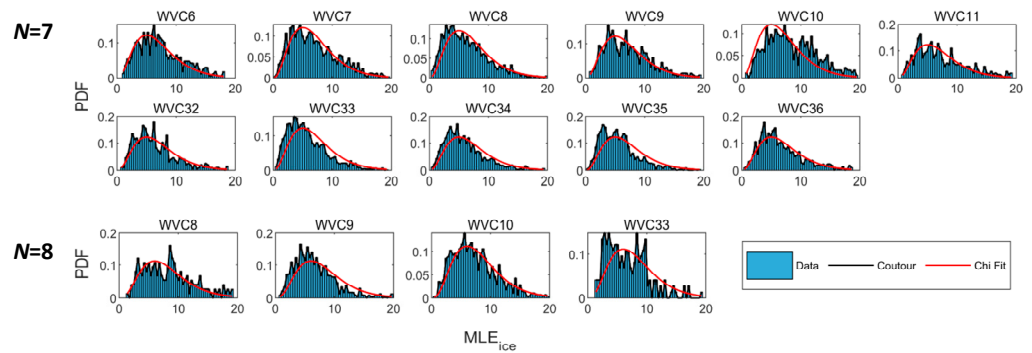 N=7
WVC6 WVC7 WVC8 WVC9 WVC10 WVC11
PDF
0.1 0 0 10 20
0.1 0.05 0 0 10 20
0.1 0.05 0 0 10 20
0.1 0 0 10 20
0.1 0.05 0 0 10 20
0.2 0.1 0 0 10 20
WVC32 WVC33 WVC34 WVC35 WVC36
0.2 0.1 0 0 10 20
0.1 0 0 10 20
0.2 0.1 0 0 10 20
0.2 0.1 0 0 10 20
0.2 0.1 0 0 10 20
N=8
WVC8 WVC9 WVC10 WVC33
PDF
0.2 0.1 0 0 10 20
0.2 0.1 0 0 10 20
0.1 0.05 0 0 10 20
0.1 0 0 10 20
Data Coutour Chi Fit
MLEice